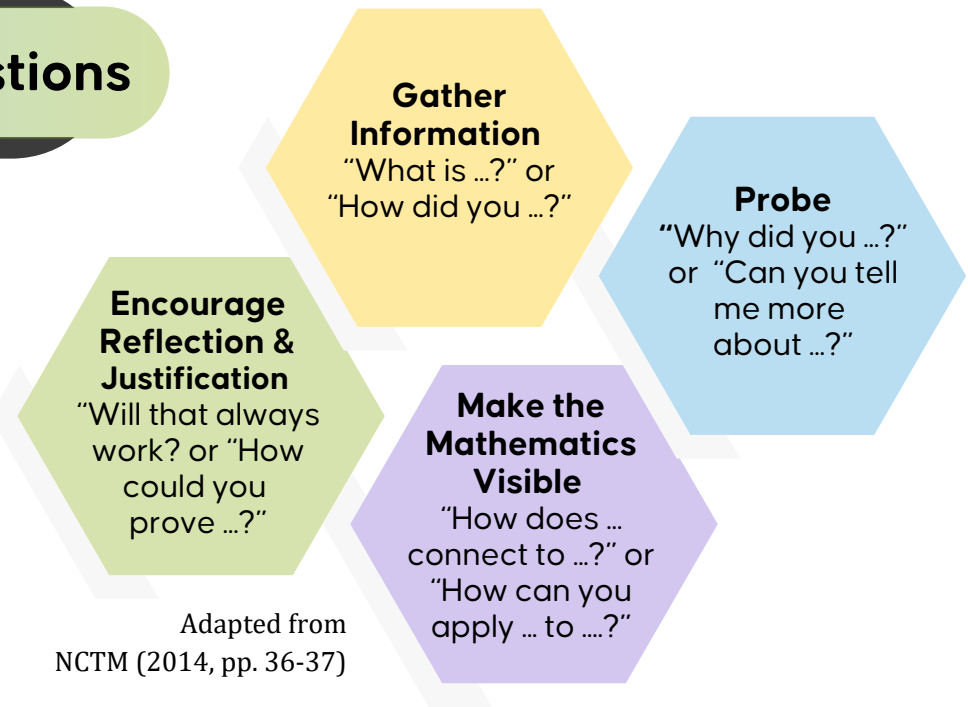 stions
Gather
Information
“What is ...?” or
“How did you ...?”
Probe
“Why did you ...?”
or “Can you tell
me more
about ...?”
Encourage
Reflection &
Justification
“Will that always
work? or “How
could you
prove ...?”
Make the
Mathematics
Visible
“How does ...
connect to ...?” or
“How can you
apply ... to ....?”
Adapted from
NCTM (2014, pp. 36-37)